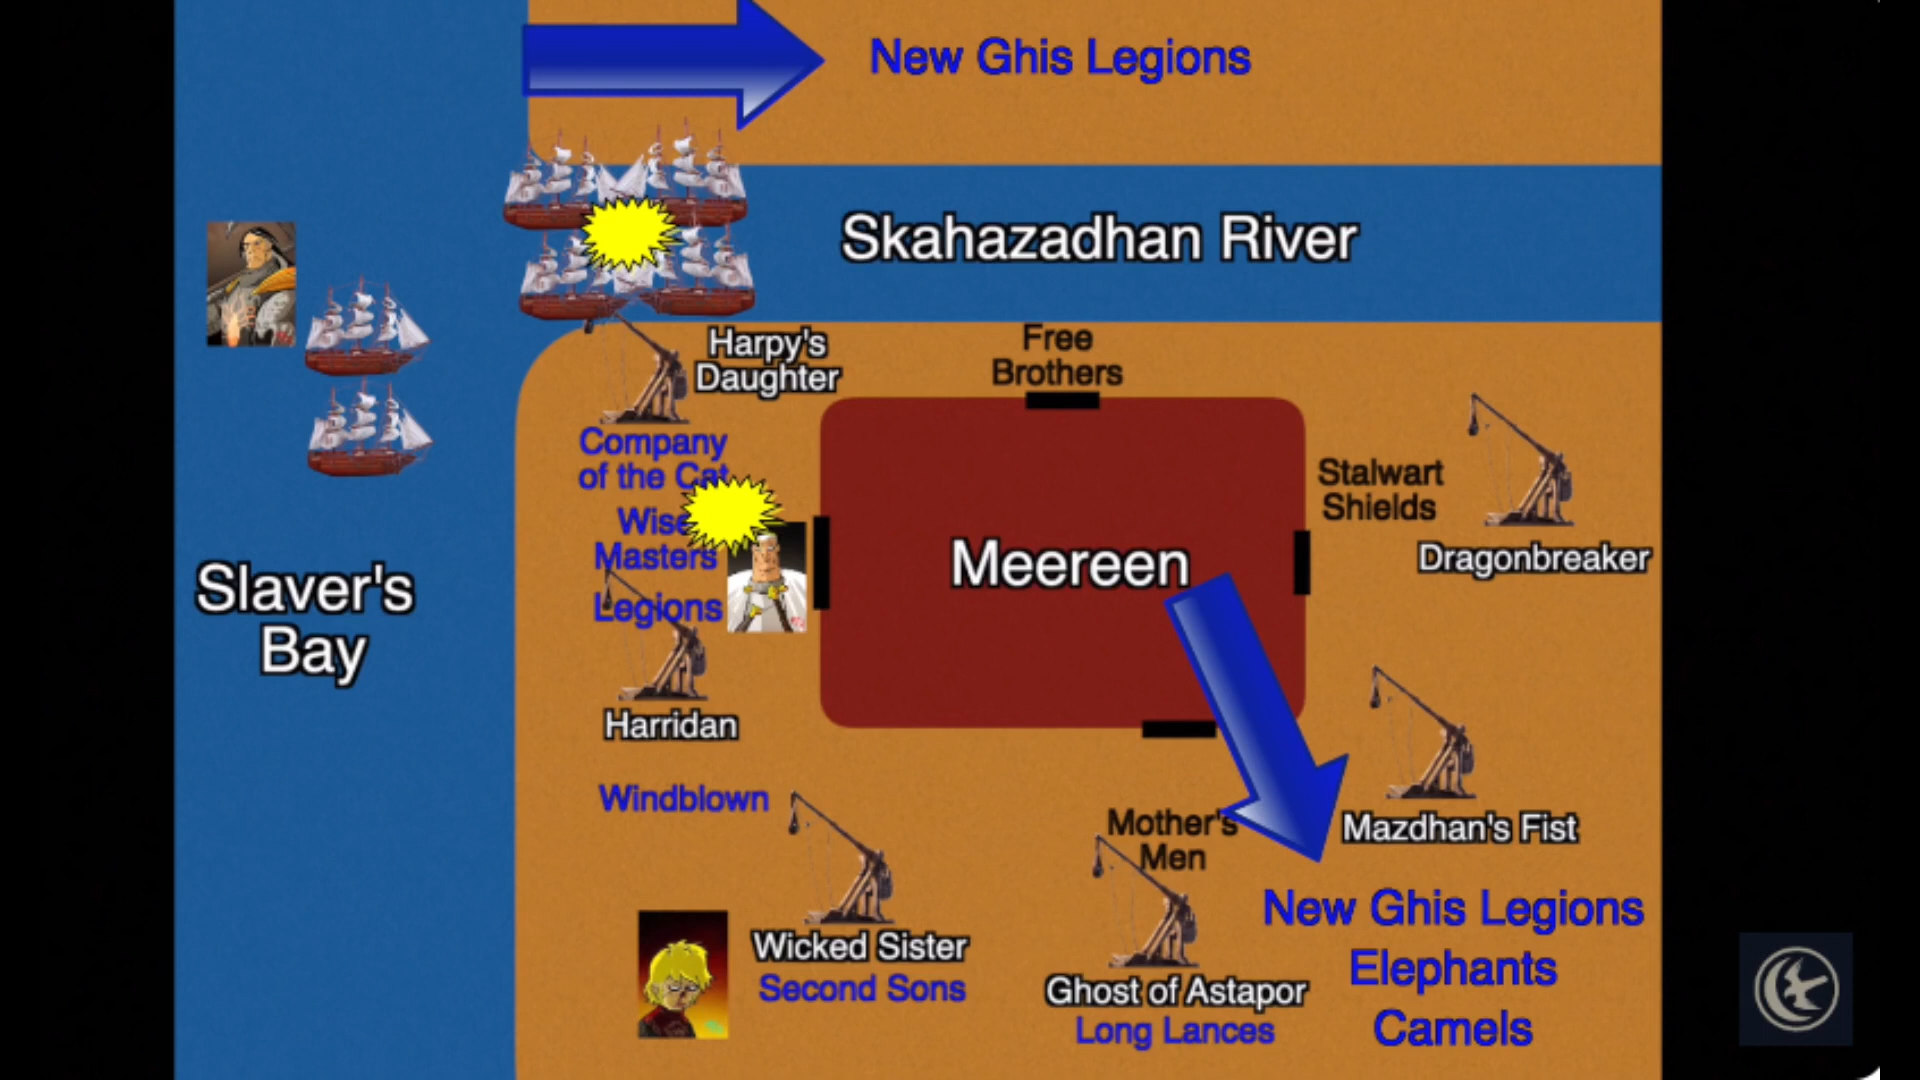 New Ghis Legions
Skahazadhan River
Harpy's
Daughter
Free
Brothers
Company
of the Cat
Stalwart
Shields
Wise
Masters
Meereen
Dragonbreaker
Slaver's
Bay
Legions
Harridan
Windblown
Mother's
Men
Mazdhan's Fist
New Ghis Legions
Wicked Sister
Second Sons
Elephants
Ghost of Astapor
Long Lances
Camels